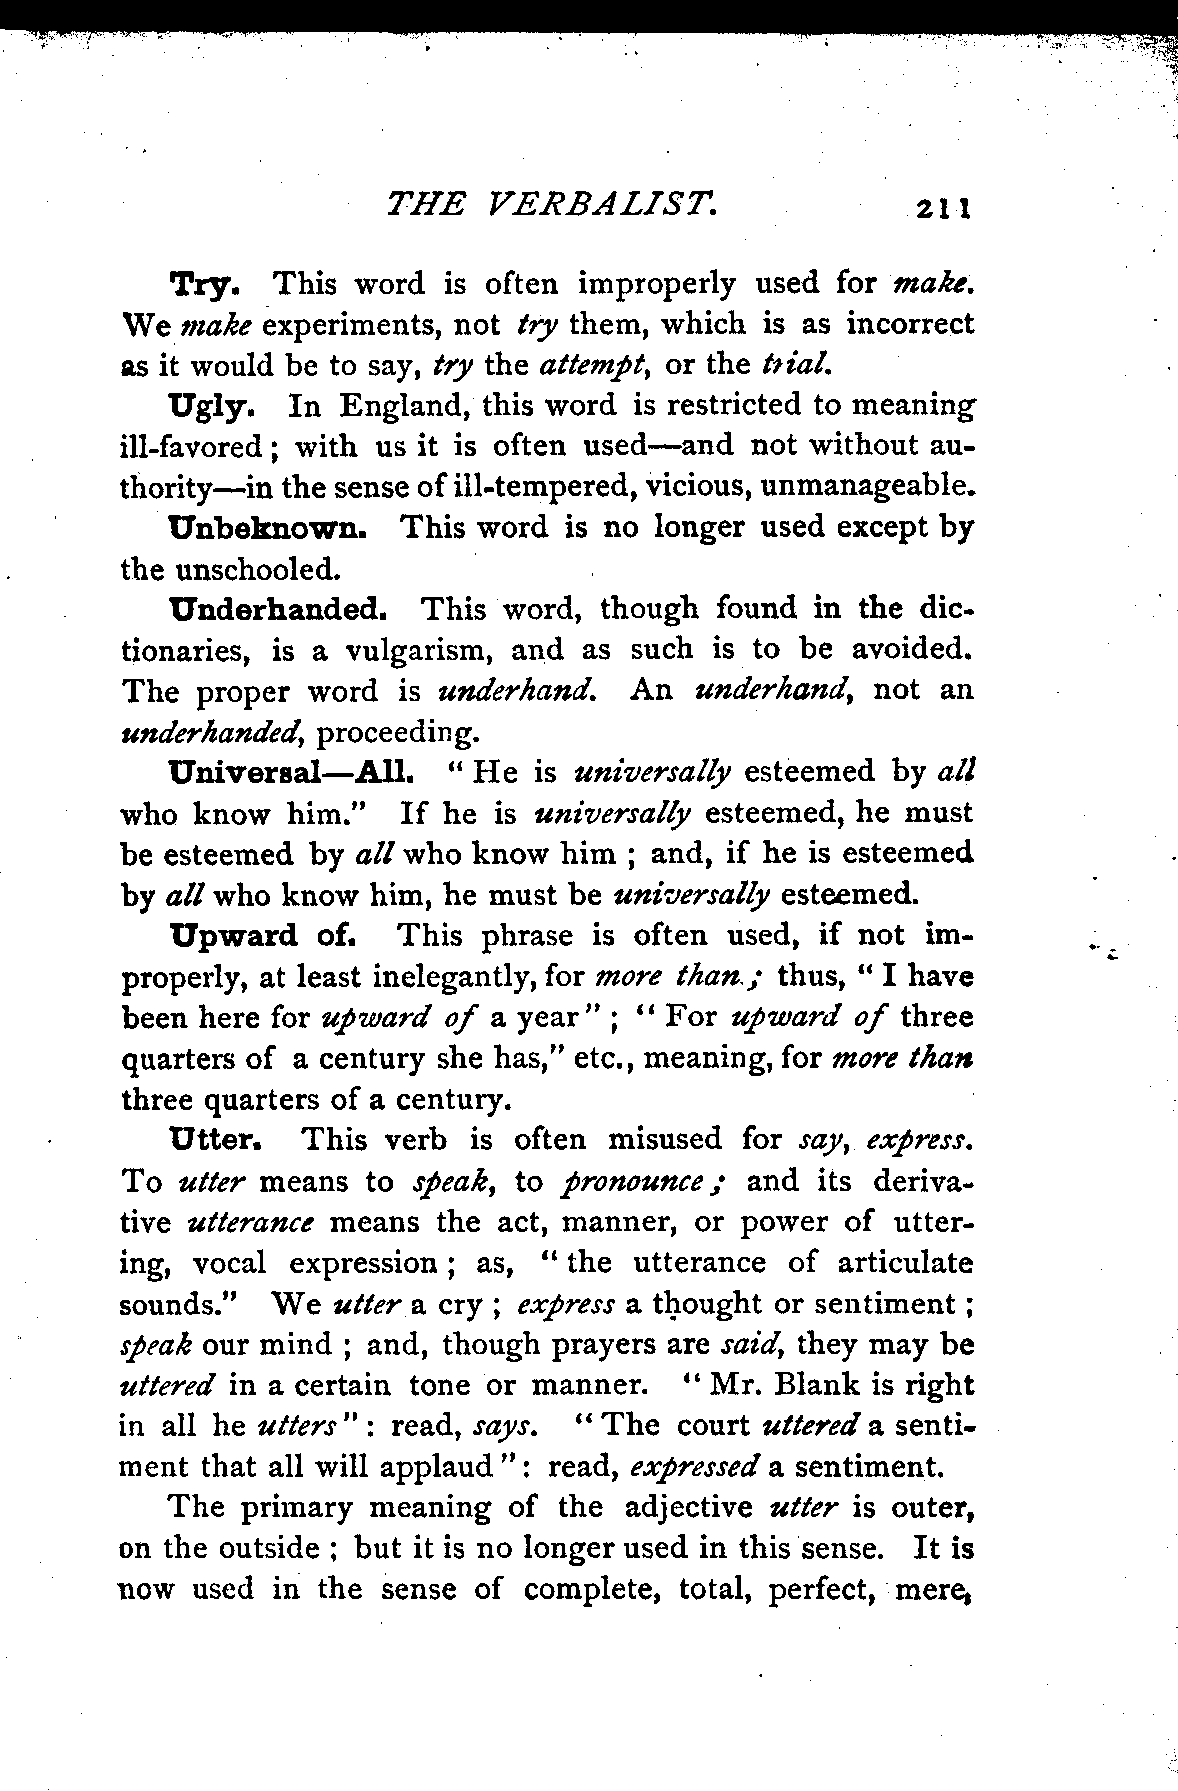 THE VERBALIST. 211
Try. This word is often improperly used for make.
We make experiments, not try them, which is as incorrect
as it would be to say, try the attempt, or the trial.
Ugly. In England, this word is restricted to meaning
ill-favored ; with us it is often used—and not without au-
thority—in the sense of ill-tempered, vicious, unmanageable.
Unbeknown. This word is no longer used except by
the unschooled.
Underhanded. This word, though found in the dic-
tionaries, is a vulgarism, and as such is to be avoided.
The proper word is underhand. An underhand, not an
underhanded, proceeding.
Universal—All. “ He is universally esteemed by all
who know him.” If he is universally esteemed, he must
be esteemed by all who know him ; and, if he is esteemed
by all who know him, he must be universally esteemed.
Upward of. This phrase is often used, if not im-
properly, at least inelegantly, for more than ; thus, “ I have
been here for upward of a year” ; “ For upward of three
quarters of a century she has,” etc., meaning, for more than
three quarters of a century.
Utter. This verb is often misused for say, express.
To utter means to speak, to pronounce ; and its deriva-
tive utterance means the act, manner, or power of utter-
ing, vocal expression ; as, “ the utterance of articulate
sounds.” We utter a cry ; express a thought or sentiment ;
speak our mind ; and, though prayers are said, they may be
uttered in a certain tone or manner. “ Mr. Blank is right
in all he utters” : read, says. “ The court uttered a senti-
ment that all will applaud” : read, expressed a sentiment.
The primary meaning of the adjective utter is outer,
on the outside ; but it is no longer used in this sense. It is
now used in the sense of complete, total, perfect, mere,